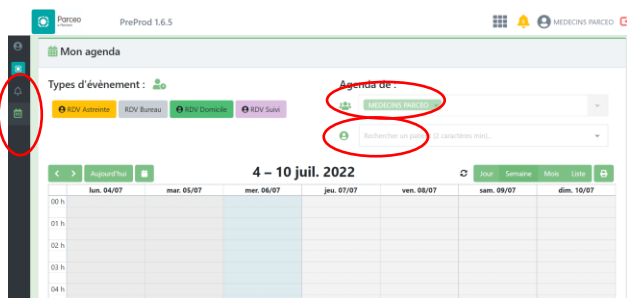 Parceo
PreProd 1.6.5
MEDECINS PARCEO
Mon agenda
Types d'évènement :
Agenda de :
RDV Astreinte
RDV Bureau
RDV Domicile
RDV Suivi
MEDECINS PARCEO
Rechercher un patient (2 caractères min)...
Aujourd'hui
4 – 10 juil. 2022
Jour
Semaine
Mois
Liste
lun. 04/07
mar. 05/07
mer. 06/07
jeu. 07/07
ven. 08/07
sam. 09/07
dim. 10/07
00 h
01 h
02 h
03 h
04 h